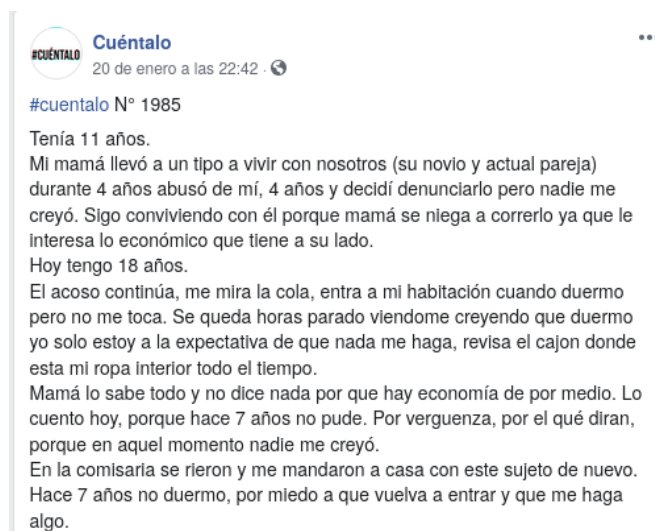 #CUÉNTALO
Cuéntalo
20 de enero a las 22:42 ·
#cuentalo N° 1985
Tenía 11 años.
Mi mamá llevó a un tipo a vivir con nosotros (su novio y actual pareja)
durante 4 años abusó de mí, 4 años y decidí denunciarlo pero nadie me
creyó. Sigo conviviendo con él porque mamá se niega a correrlo ya que le
interesa lo económico que tiene a su lado.
Hoy tengo 18 años.
El acoso continúa, me mira la cola, entra a mi habitación cuando duermo
pero no me toca. Se queda horas parado viendome creyendo que duermo
yo solo estoy a la expectativa de que nada me haga, revisa el cajon donde
esta mi ropa interior todo el tiempo.
Mamá lo sabe todo y no dice nada por que hay economía de por medio. Lo
cuento hoy, porque hace 7 años no pude. Por verguenza, por el qué diran,
porque en aquel momento nadie me creyó.
En la comisaria se rieron y me mandaron a casa con este sujeto de nuevo.
Hace 7 años no duermo, por miedo a que vuelva a entrar y que me haga
algo.